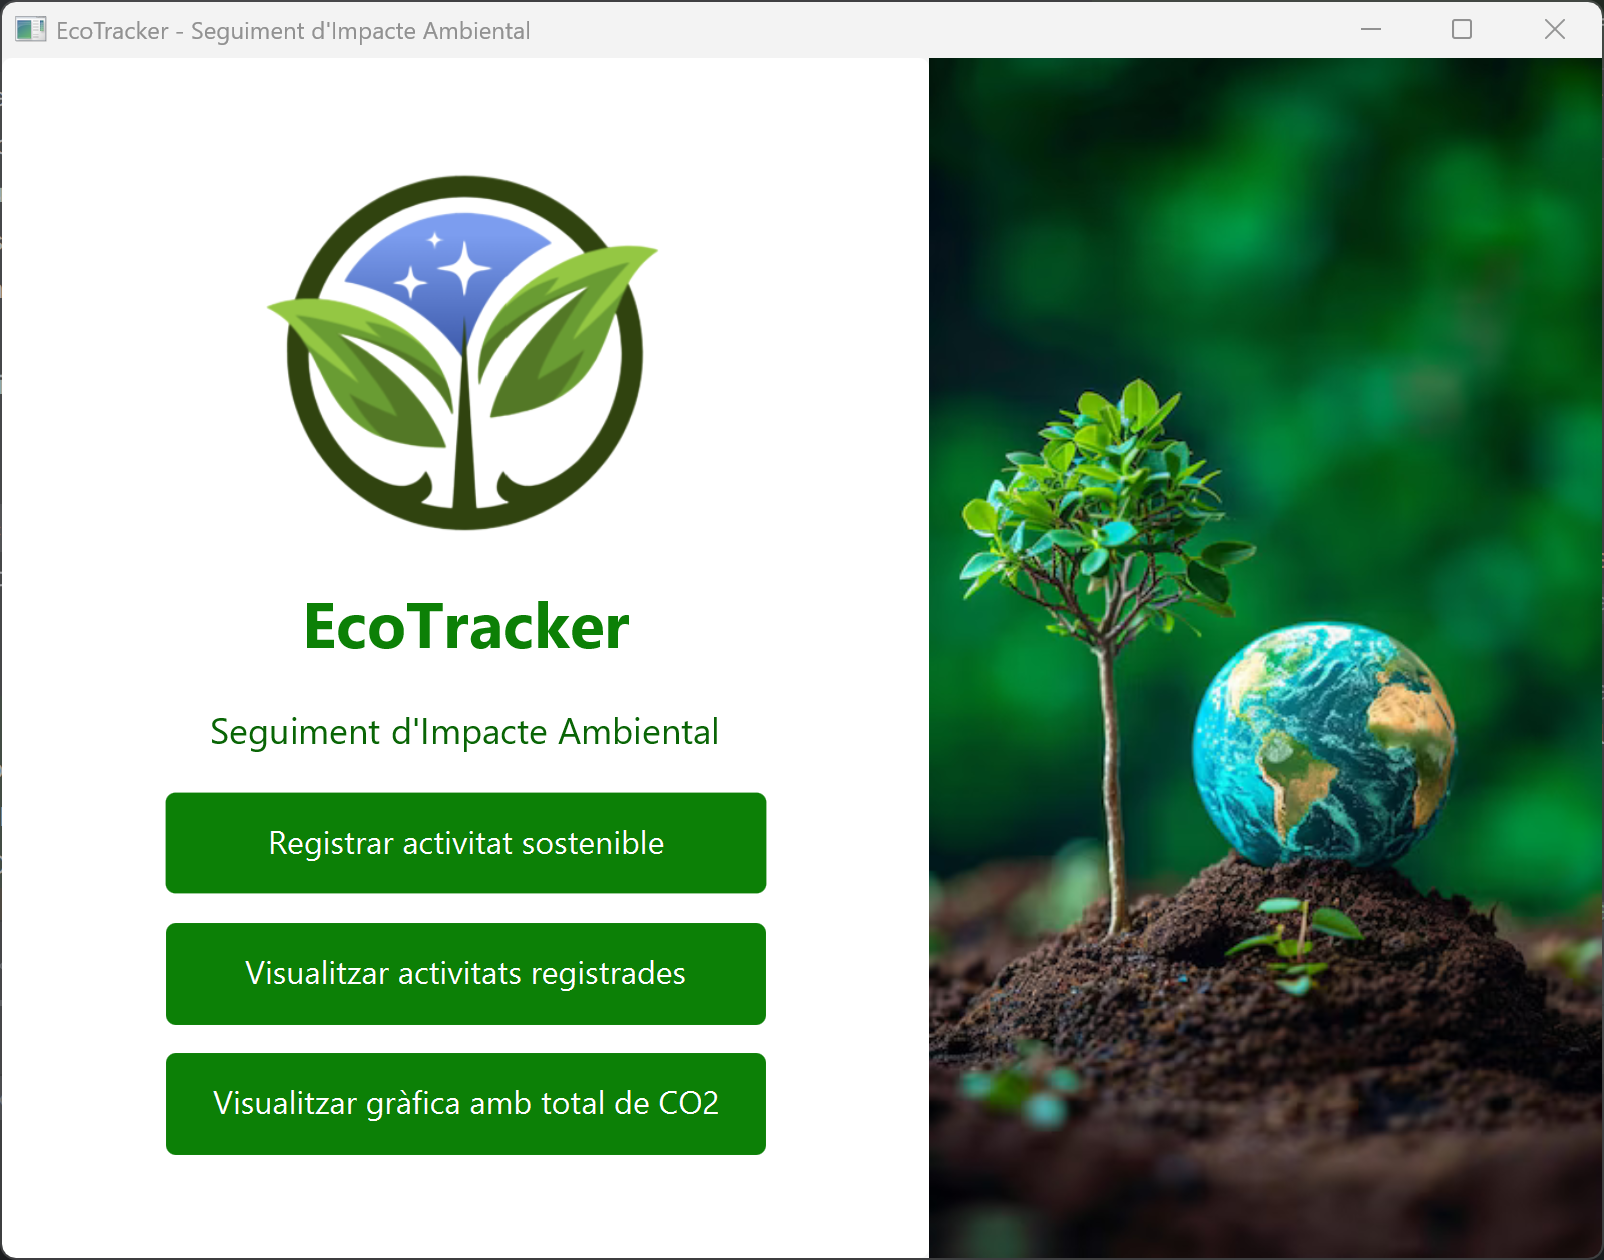 EcoTracker - Seguiment d'Impacte Ambiental
EcoTracker
Seguiment d'Impacte Ambiental
Registrar activitat sostenible
Visualitzar activitats registrades
Visualitzar gràfica amb total de CO2